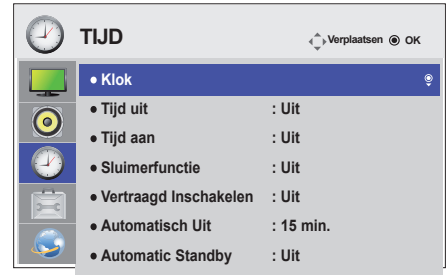 TIJD
Verplaatsen OK
● Klok
● Tijd uit : Uit
● Tijd aan : Uit
● Sluimerfunctie : Uit
● Vertraagd Inschakelen : Uit
● Automatisch Uit : 15 min.
● Automatic Standby : Uit